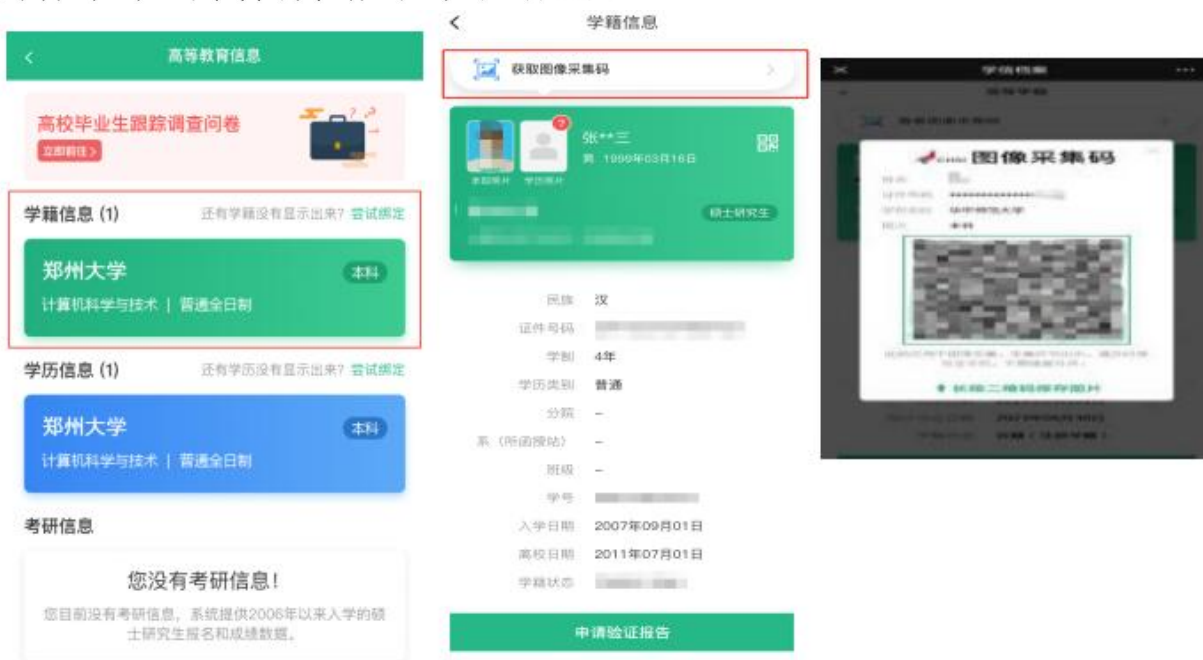 高等教育信息
高校毕业生跟踪调查问卷
立即前往>
学籍信息 (1)
还有学籍没有显示出来? 尝试绑定
郑州大学
本科
计算机科学与技术 | 普通全日制
学历信息 (1)
还有学历没有显示出来? 尝试绑定
郑州大学
本科
计算机科学与技术 | 普通全日制
考研信息
您没有考研信息!
您目前没有考研信息，系统提供2006年以来入学的硕
士研究生报名和成绩数据。
学籍信息
获取图像采集码
张**三
男 1999年03月16日
录取照片 学历照片
硕士研究生
民族 汉
证件号码
学制 4年
学历类别 普通
分院 -
系（所函授站） -
班级 -
学号
入学日期 2007年09月01日
离校日期 2011年07月01日
学籍状态
申请验证报告
学信档案
图像采集码
本科
长按二维码保存图片